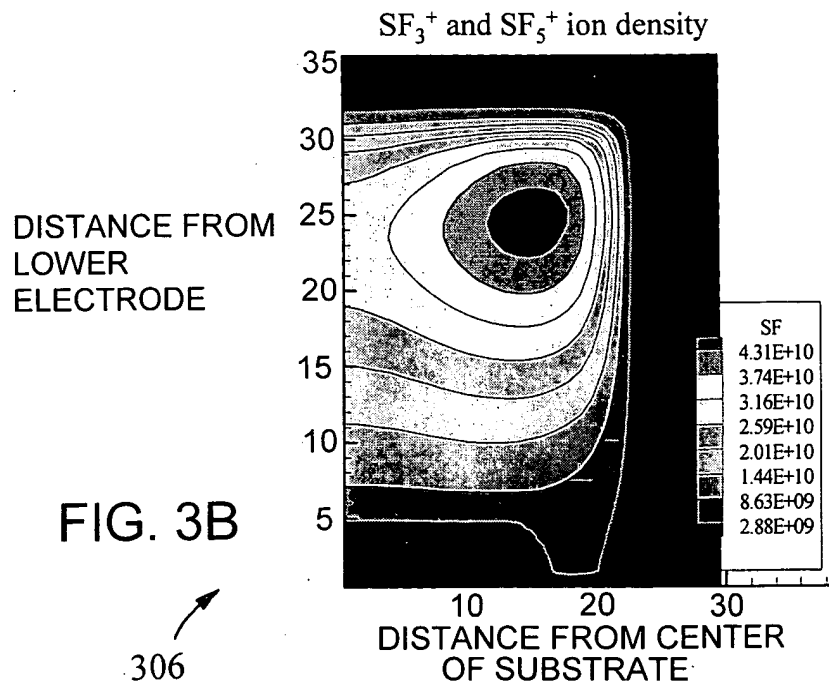 SF₃⁺ and SF₅⁺ ion density
35
30
25
20
15
10
5
DISTANCE FROM
LOWER
ELECTRODE
SF
4.31E+10
3.74E+10
3.16E+10
2.59E+10
2.01E+10
1.44E+10
8.63E+09
2.88E+09
10 20 30
DISTANCE FROM CENTER
OF SUBSTRATE
FIG. 3B
306